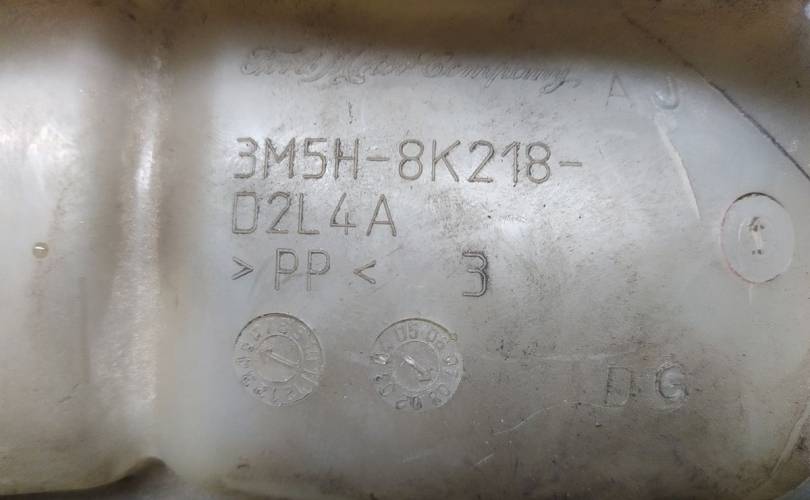 Ford Motor Company,
A J
3M5H-8K218-
D2L4A
> PP < 3
D G